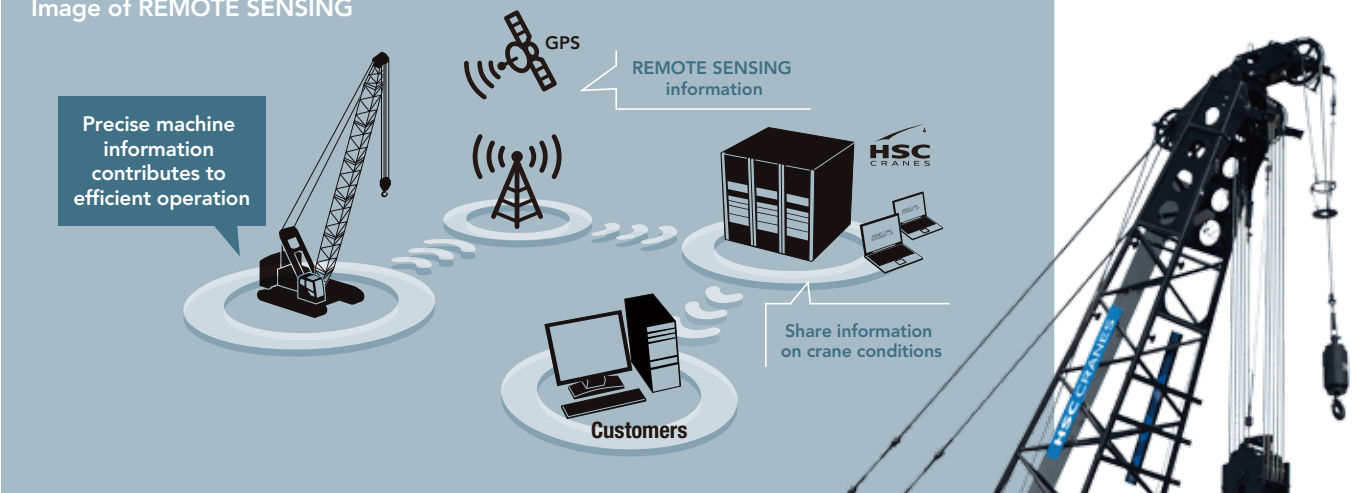 Image of REMOTE SENSING
GPS
REMOTE SENSING
information
Precise machine
information
contributes to
efficient operation
HSC
CRANES
Share information
on crane conditions
Customers
HSC CRANES